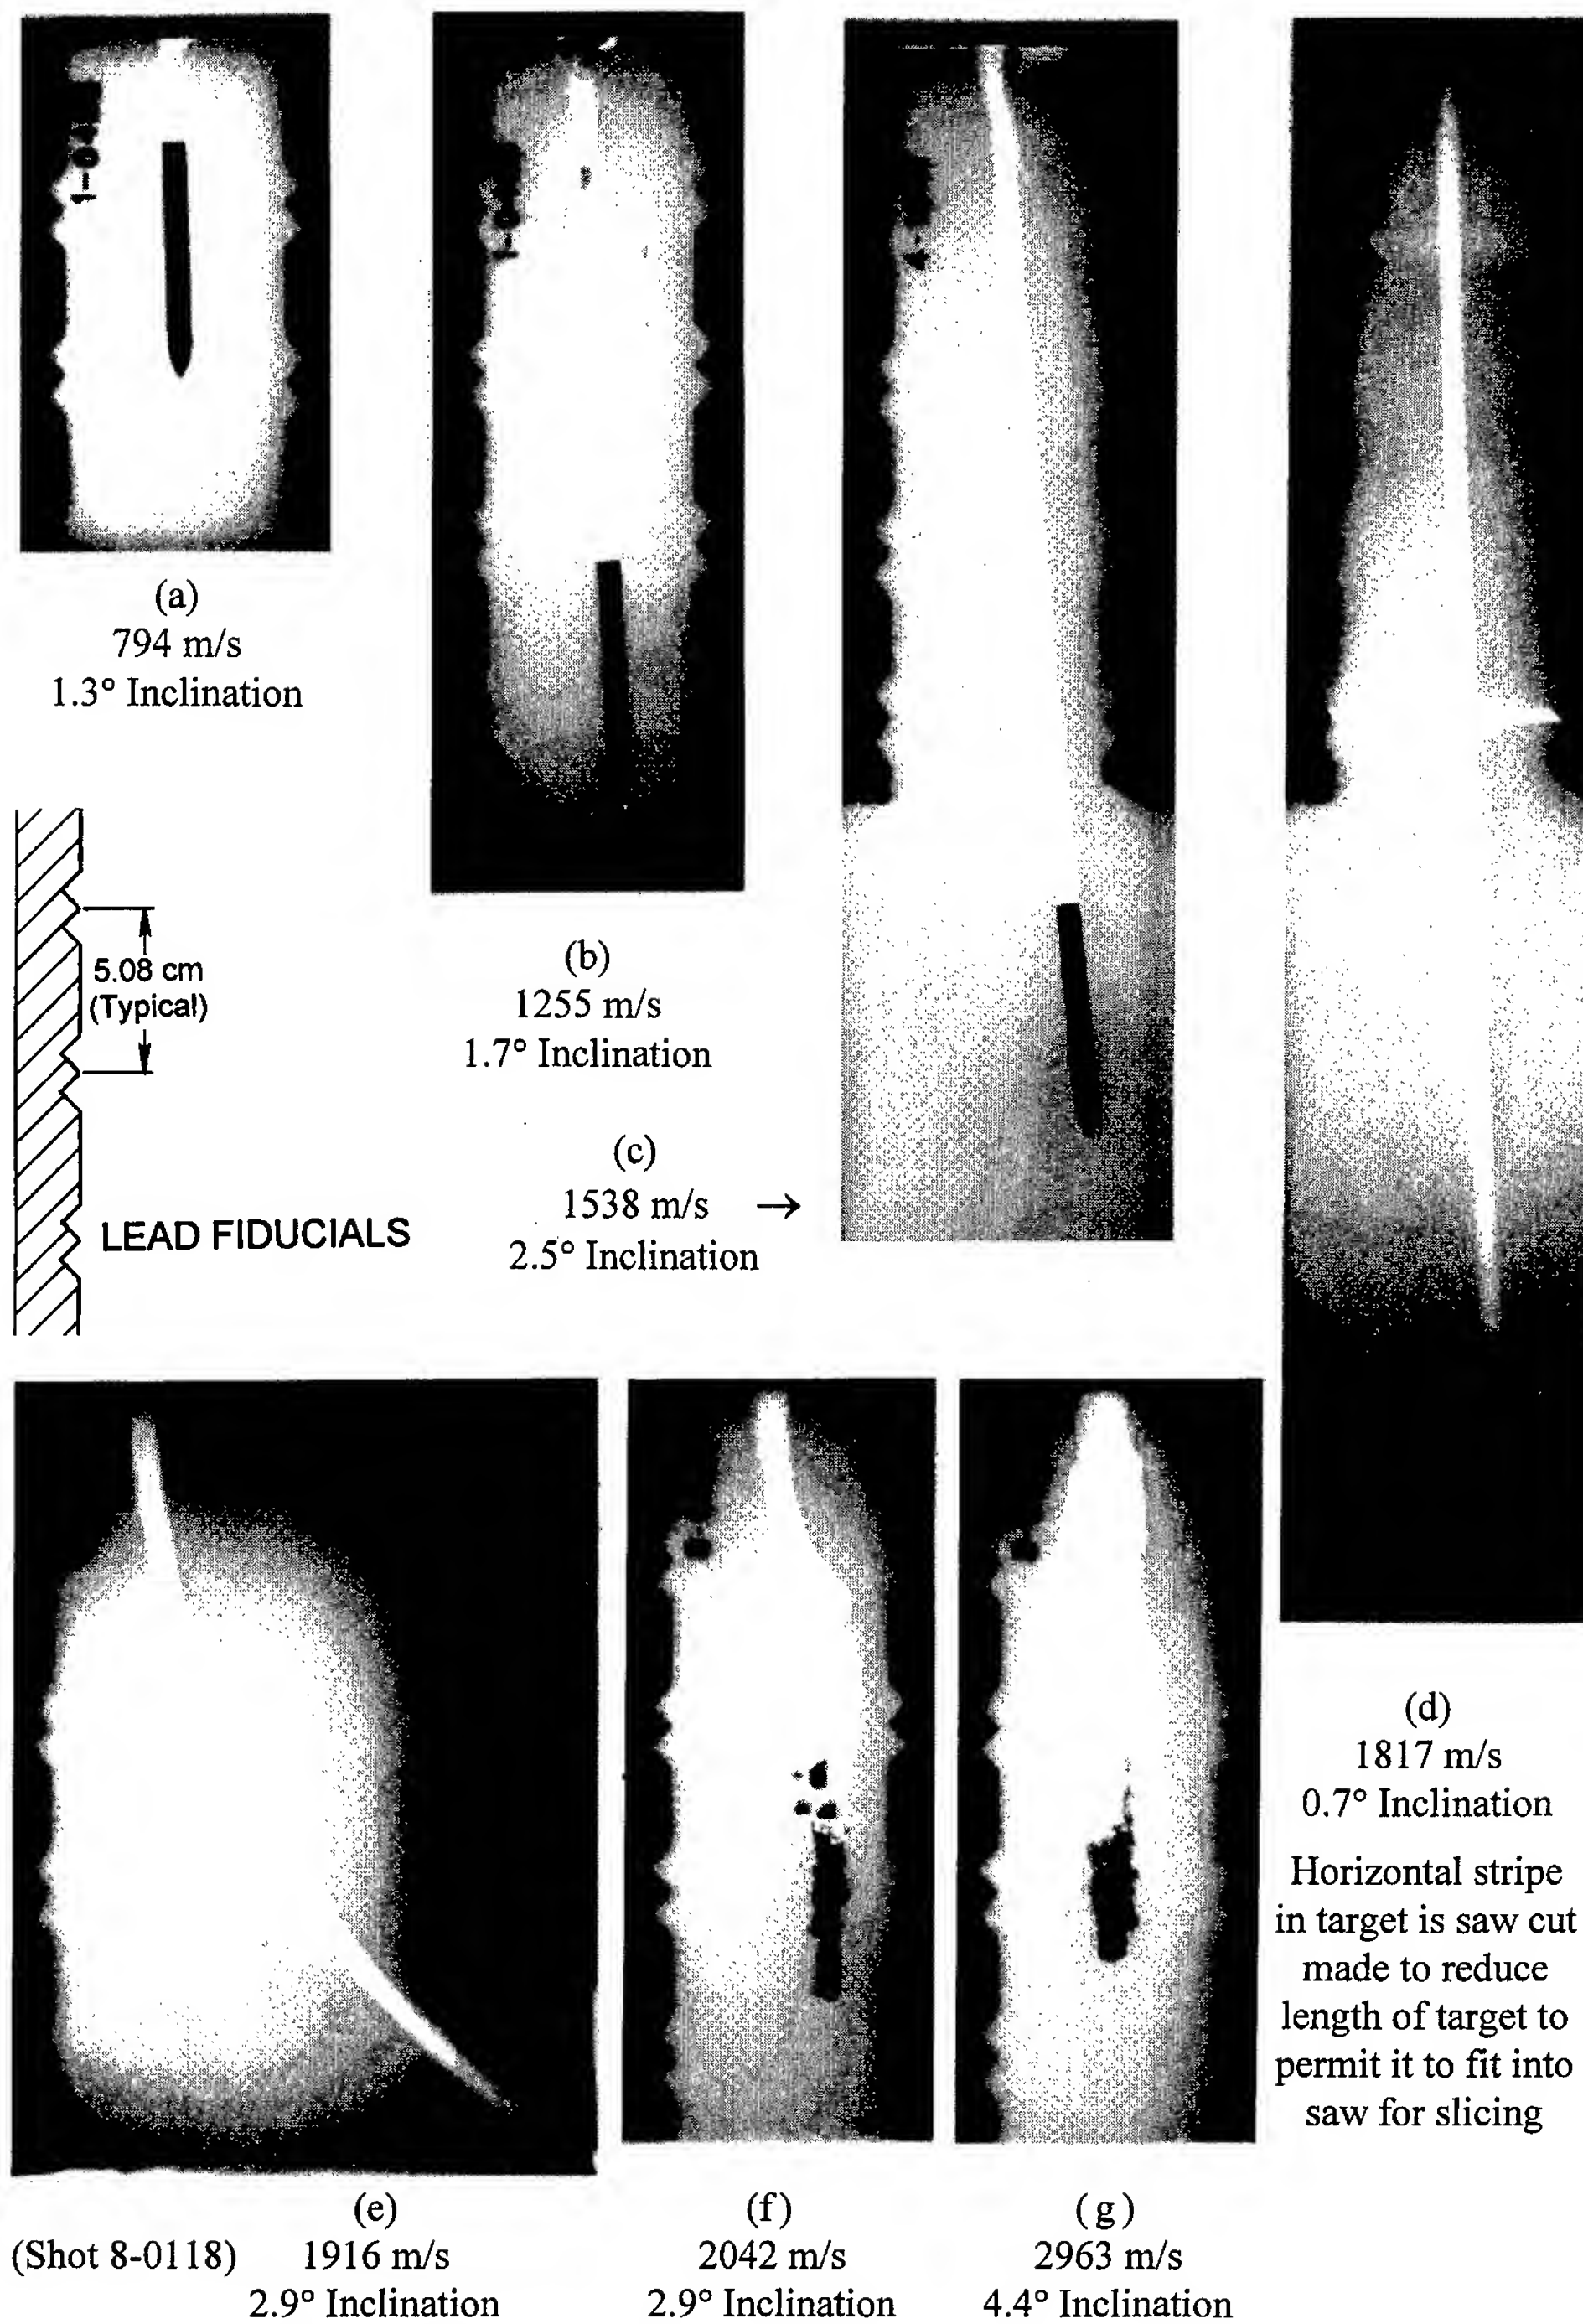 (a)
794 m/s
1.3° Inclination
(b)
1255 m/s
1.7° Inclination
5.08 cm
(Typical)
LEAD FIDUCIALS
(c)
1538 m/s →
2.5° Inclination
(d)
1817 m/s
0.7° Inclination
Horizontal stripe
in target is saw cut
made to reduce
length of target to
permit it to fit into
saw for slicing
(e)
(Shot 8-0118) 1916 m/s
2.9° Inclination
(f)
2042 m/s
2.9° Inclination
(g)
2963 m/s
4.4° Inclination